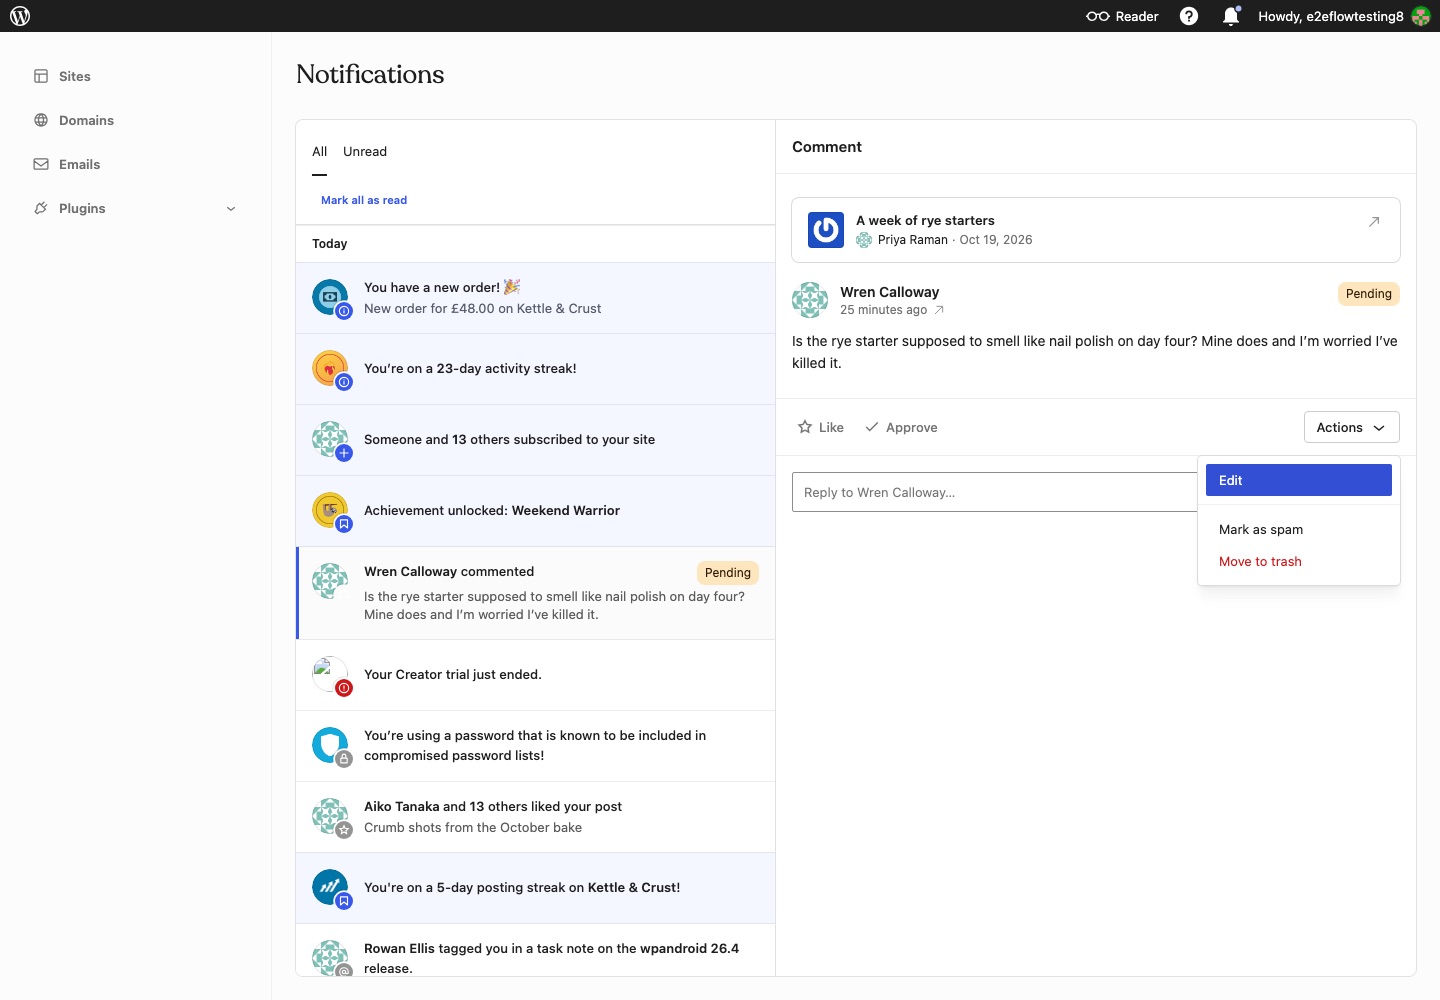 Reader
Howdy, e2eflowtesting8
Sites
Domains
Emails
Plugins
Notifications
All
Unread
Mark all as read
Today
You have a new order! 🎉
New order for £48.00 on Kettle & Crust
You’re on a 23-day activity streak!
Someone and 13 others subscribed to your site
Achievement unlocked: Weekend Warrior
Wren Calloway commented
Pending
Is the rye starter supposed to smell like nail polish on day four?
Mine does and I’m worried I’ve killed it.
Your Creator trial just ended.
You’re using a password that is known to be included in
compromised password lists!
Aiko Tanaka and 13 others liked your post
Crumb shots from the October bake
You're on a 5-day posting streak on Kettle & Crust!
Rowan Ellis tagged you in a task note on the wpandroid 26.4
release.
Comment
A week of rye starters
Priya Raman · Oct 19, 2026
Wren Calloway
25 minutes ago
Pending
Is the rye starter supposed to smell like nail polish on day four? Mine does and I’m worried I’ve
killed it.
Like
Approve
Actions
Edit
Mark as spam
Move to trash
Reply to Wren Calloway...